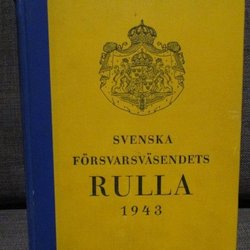 SVENSKA
FÖRSVARSVÄSENDETS
RULLA
1943